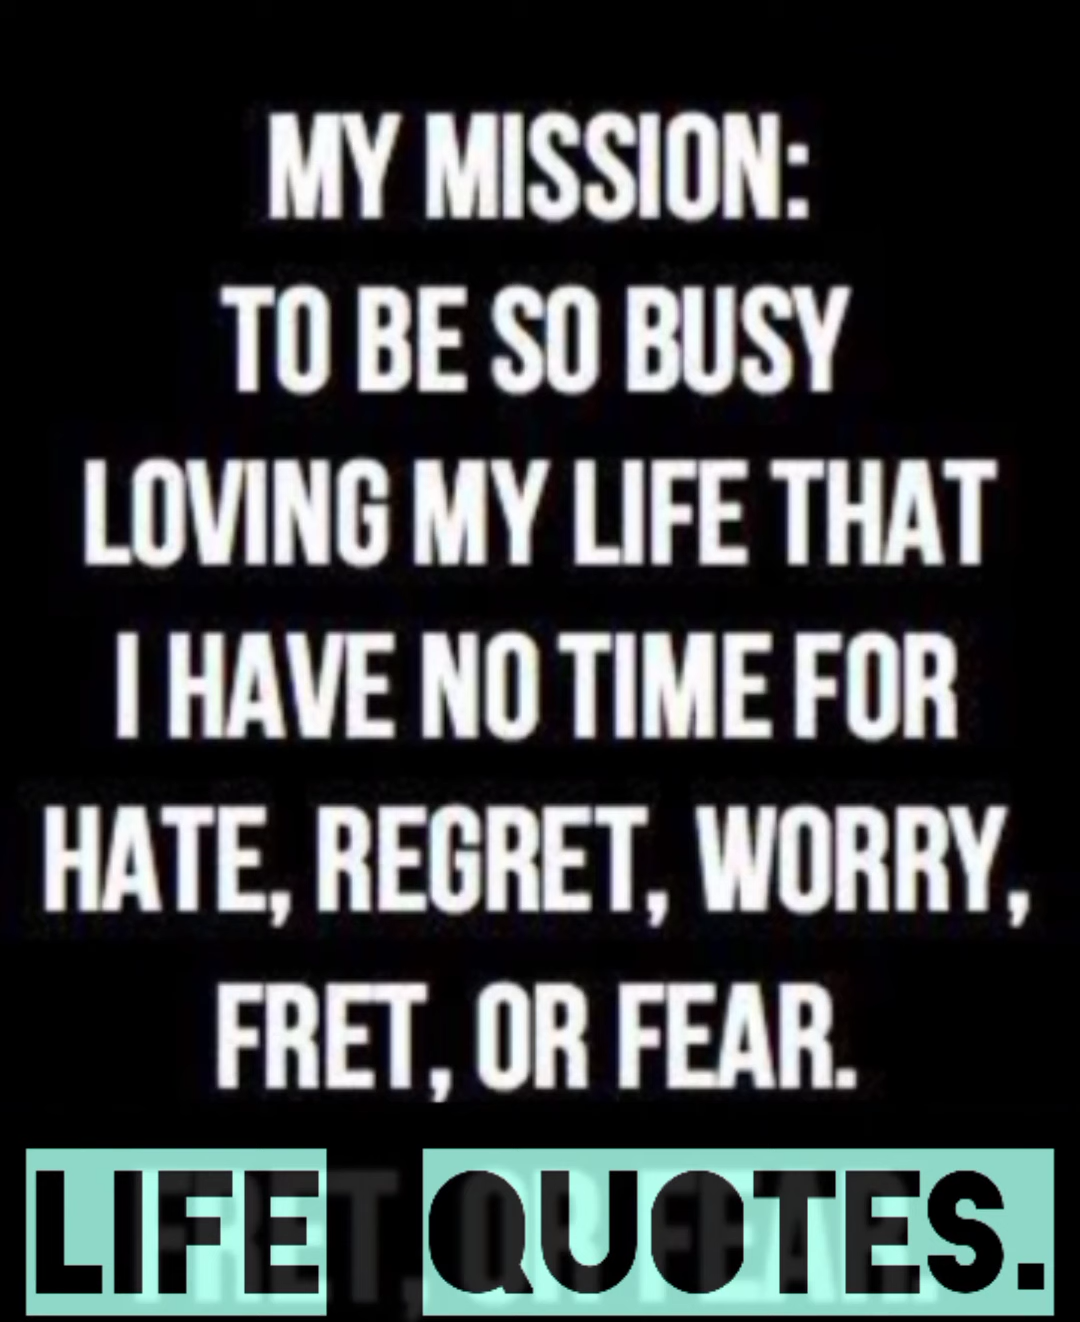 MY MISSION:
TO BE SO BUSY
LOVING MY LIFE THAT
I HAVE NO TIME FOR
HATE, REGRET, WORRY,
FRET, OR FEAR.
LIFE QUOTES.